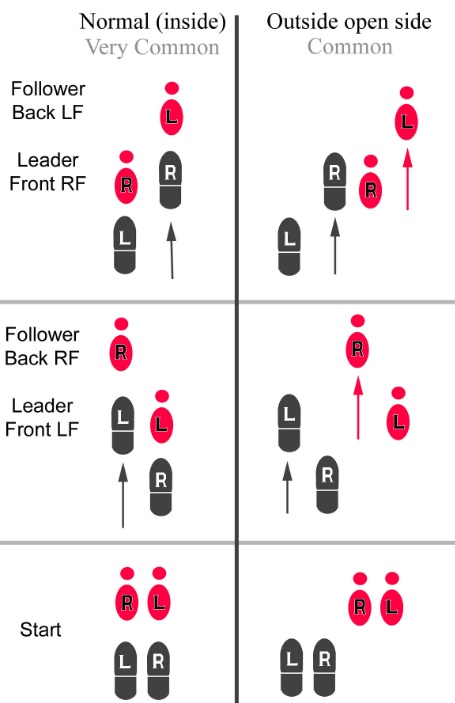 Normal (inside)
Very Common
Outside open side
Common
Follower
Back LF
Leader
Front RF
L
R
R
L
L
R
R
L
Follower
Back RF
Leader
Front LF
R
L
L
R
R
L
L
R
Start
R L
L R
R L
L R